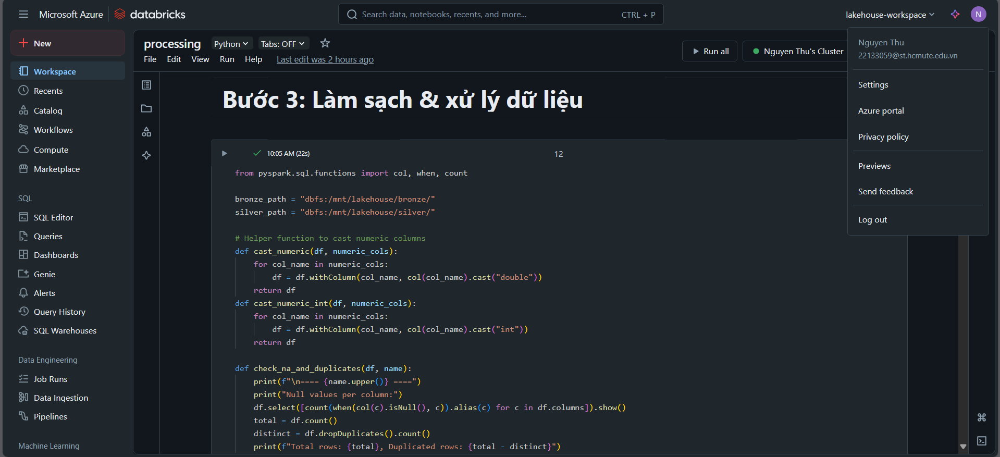 Microsoft Azure databricks
Search data, notebooks, recents, and more... CTRL + P
lakehouse-workspace
N
New
Workspace
Recents
Catalog
Workflows
Compute
Marketplace
SQL
SQL Editor
Queries
Dashboards
Genie
Alerts
Query History
SQL Warehouses
Data Engineering
Job Runs
Data Ingestion
Pipelines
Machine Learning
processing Python Tabs: OFF
File Edit View Run Help Last edit was 2 hours ago
Run all Nguyen Thu's Cluster
Nguyen Thu
22133059@st.hcmute.edu.vn
Settings
Azure portal
Privacy policy
Previews
Send feedback
Log out
Bước 3: Làm sạch & xử lý dữ liệu
10:05 AM (22s) 12
from pyspark.sql.functions import col, when, count
bronze_path = "dbfs:/mnt/lakehouse/bronze/"
silver_path = "dbfs:/mnt/lakehouse/silver/"
# Helper function to cast numeric columns
def cast_numeric(df, numeric_cols):
    for col_name in numeric_cols:
        df = df.withColumn(col_name, col(col_name).cast("double"))
    return df
def cast_numeric_int(df, numeric_cols):
    for col_name in numeric_cols:
        df = df.withColumn(col_name, col(col_name).cast("int"))
    return df
def check_na_and_duplicates(df, name):
    print(f"\n==== {name.upper()} ====")
    print("Null values per column:")
    df.select([count(when(col(c).isNull(), c)).alias(c) for c in df.columns]).show()
    total = df.count()
    distinct = df.dropDuplicates().count()
    print(f"Total rows: {total}, Duplicated rows: {total - distinct}")